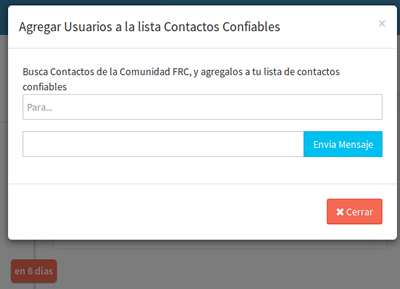 Agregar Usuarios a la lista Contactos Confiables
×
Busca Contactos de la Comunidad FRC, y agregalos a tu lista de contactos
confiables
Para...
Envía Mensaje
✖ Cerrar
en 6 días